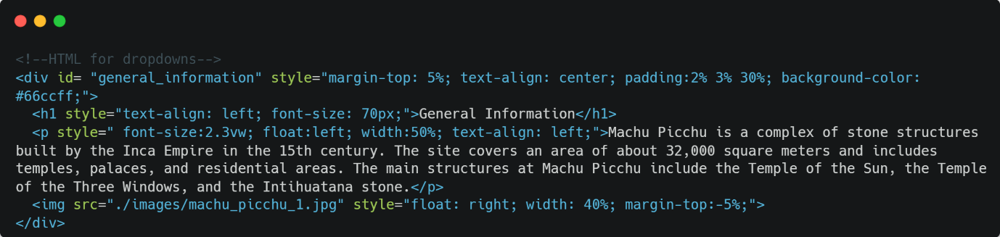 <!--HTML for dropdowns-->
<div id= "general_information" style="margin-top: 5%; text-align: center; padding:2% 3% 30%; background-color:
#66ccff;">
  <h1 style="text-align: left; font-size: 70px;">General Information</h1>
  <p style=" font-size:2.3vw; float:left; width:50%; text-align: left;">Machu Picchu is a complex of stone structures
built by the Inca Empire in the 15th century. The site covers an area of about 32,000 square meters and includes
temples, palaces, and residential areas. The main structures at Machu Picchu include the Temple of the Sun, the Temple
of the Three Windows, and the Intihuatana stone.</p>
  <img src="./images/machu_picchu_1.jpg" style="float: right; width: 40%; margin-top:-5%;">
</div>